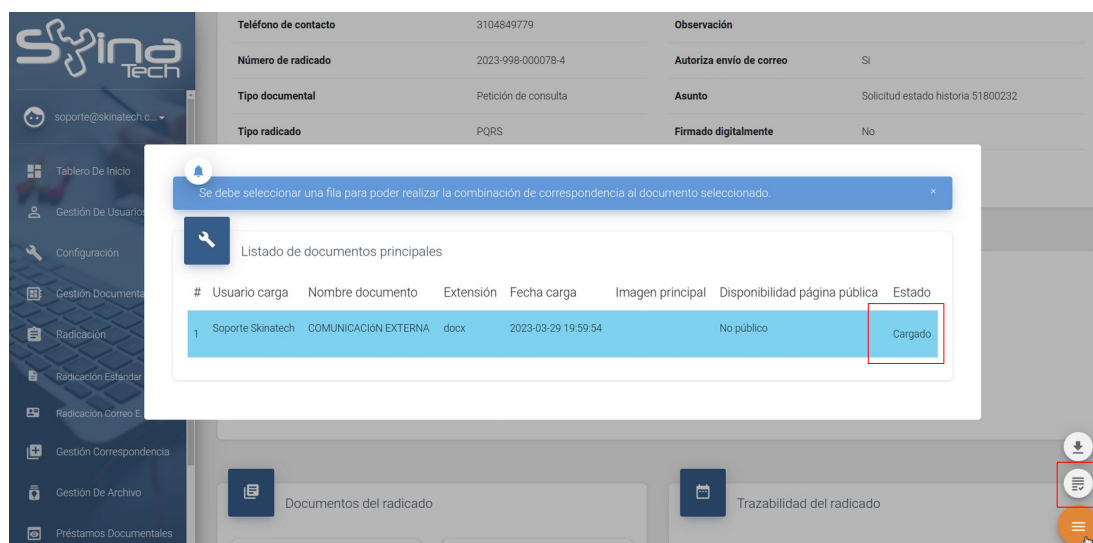 Skina
Tech
soporte@skinatech.c...
Tablero De Inicio
Gestión De Usuarios
Configuración
Gestión Documenta
Radicación
Radicación Estándar
Radicación Correo E
Gestión Correspondencia
Gestión De Archivo
Préstamos Documentales
Teléfono de contacto 3104849779 Observación
Número de radicado 2023-998-000078-4 Autoriza envío de correo Si
Tipo documental Petición de consulta Asunto Solicitud estado historia 51800232
Tipo radicado PQRS Firmado digitalmente No
Se debe seleccionar una fila para poder realizar la combinación de correspondencia al documento seleccionado. ×
Listado de documentos principales
# Usuario carga Nombre documento Extensión Fecha carga Imagen principal Disponibilidad página pública Estado
1 Soporte Skinatech COMUNICACIóN EXTERNA docx 2023-03-29 19:59:54 No público Cargado
Documentos del radicado
Trazabilidad del radicado